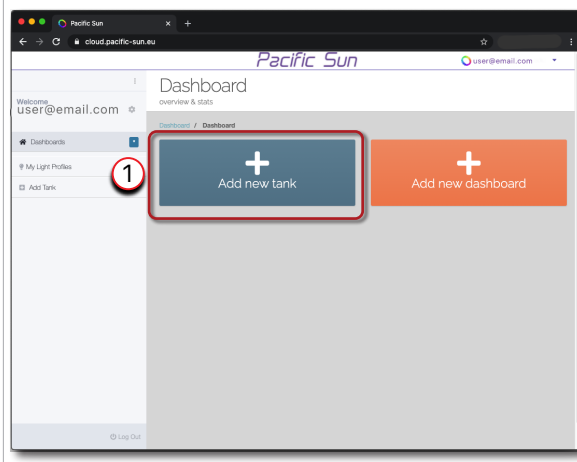 Pacific Sun
cloud.pacific-sun.eu
Pacific Sun
user@email.com
Welcome
user@email.com
Dashboard
overview & stats
Dashboard / Dashboard
Dashboards
My Light Profiles
Add Tank
1
Add new tank
Add new dashboard
Log Out